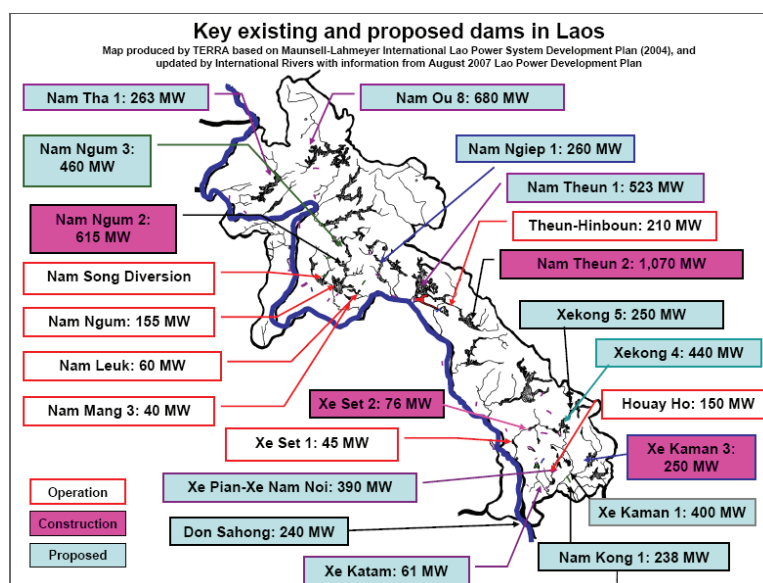 Key existing and proposed dams in Laos
Map produced by TERRA based on Maunsell-Lahmeyer International Lao Power System Development Plan (2004), and
updated by International Rivers with information from August 2007 Lao Power Development Plan
Nam Tha 1: 263 MW
Nam Ou 8: 680 MW
Nam Ngum 3:
460 MW
Nam Ngiep 1: 260 MW
Nam Theun 1: 523 MW
Nam Ngum 2:
615 MW
Theun-Hinboun: 210 MW
Nam Song Diversion
Nam Theun 2: 1,070 MW
Nam Ngum: 155 MW
Xekong 5: 250 MW
Nam Leuk: 60 MW
Xekong 4: 440 MW
Nam Mang 3: 40 MW
Xe Set 2: 76 MW
Houay Ho: 150 MW
Xe Set 1: 45 MW
Xe Kaman 3:
250 MW
Operation
Xe Pian-Xe Nam Noi: 390 MW
Construction
Xe Kaman 1: 400 MW
Proposed
Don Sahong: 240 MW
Nam Kong 1: 238 MW
Xe Katam: 61 MW